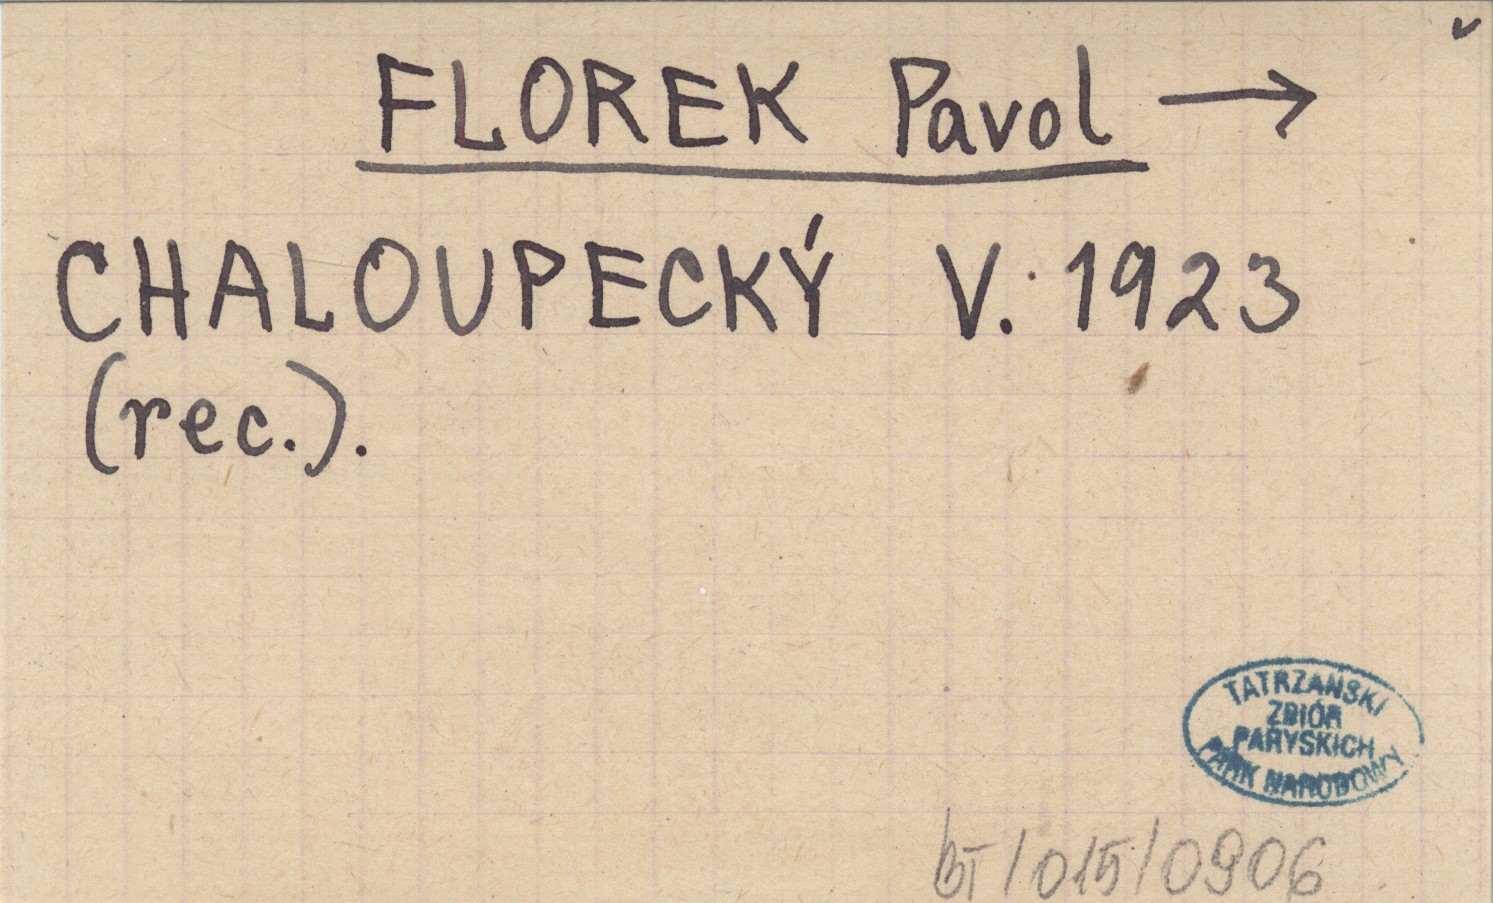 FLOREK Pavol →
CHALOUPECKÝ V. 1923
(rec.).
TATRZAŃSKI
ZBIÓR
PARYSKICH
PARK NARODOWY
BT/015/0906